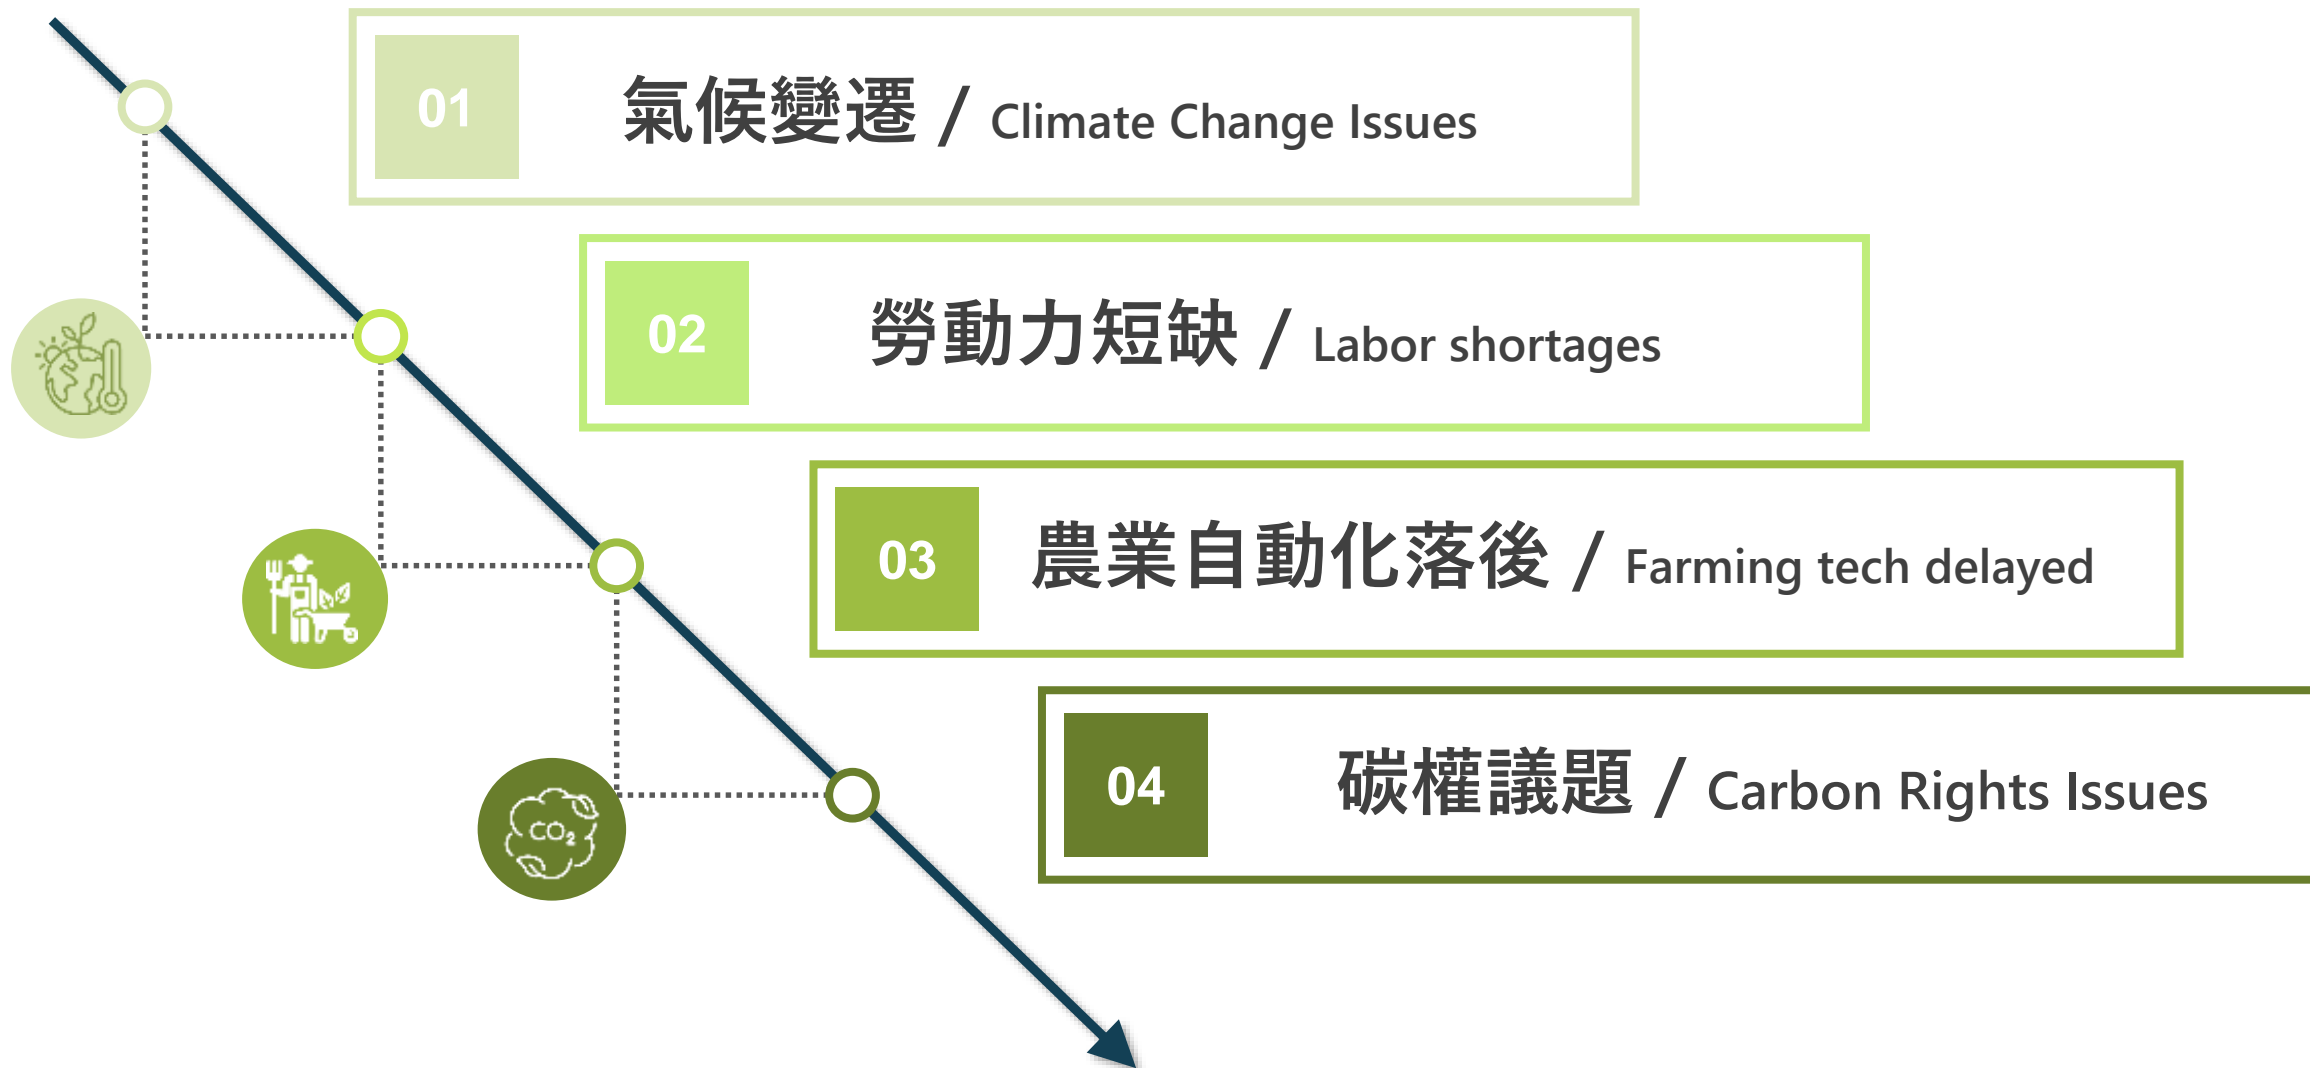 01
氣候變遷 / Climate Change Issues
02
勞動力短缺 / Labor shortages
03
農業自動化落後 / Farming tech delayed
04
碳權議題 / Carbon Rights Issues
CO₂